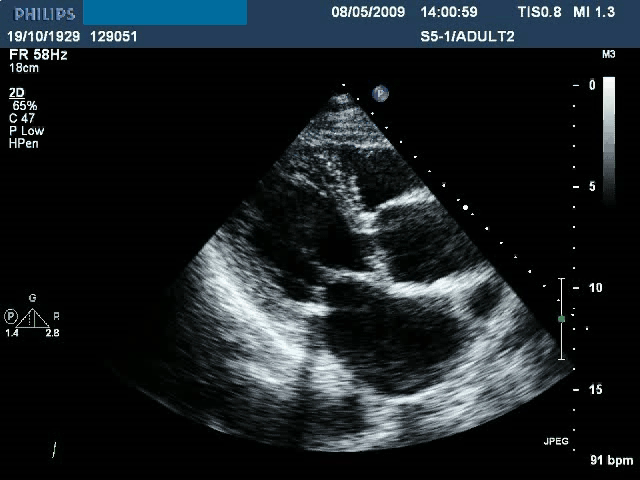 PHILIPS 08/05/2009 14:00:59 TIS0.8 MI 1.3
19/10/1929 129051 S5-1/ADULT2
FR 58Hz
18cm
M3
2D
65%
C 47
P Low
HPen
P
0
5
10
15
G
P R
1.4 2.8
JPEG
91 bpm